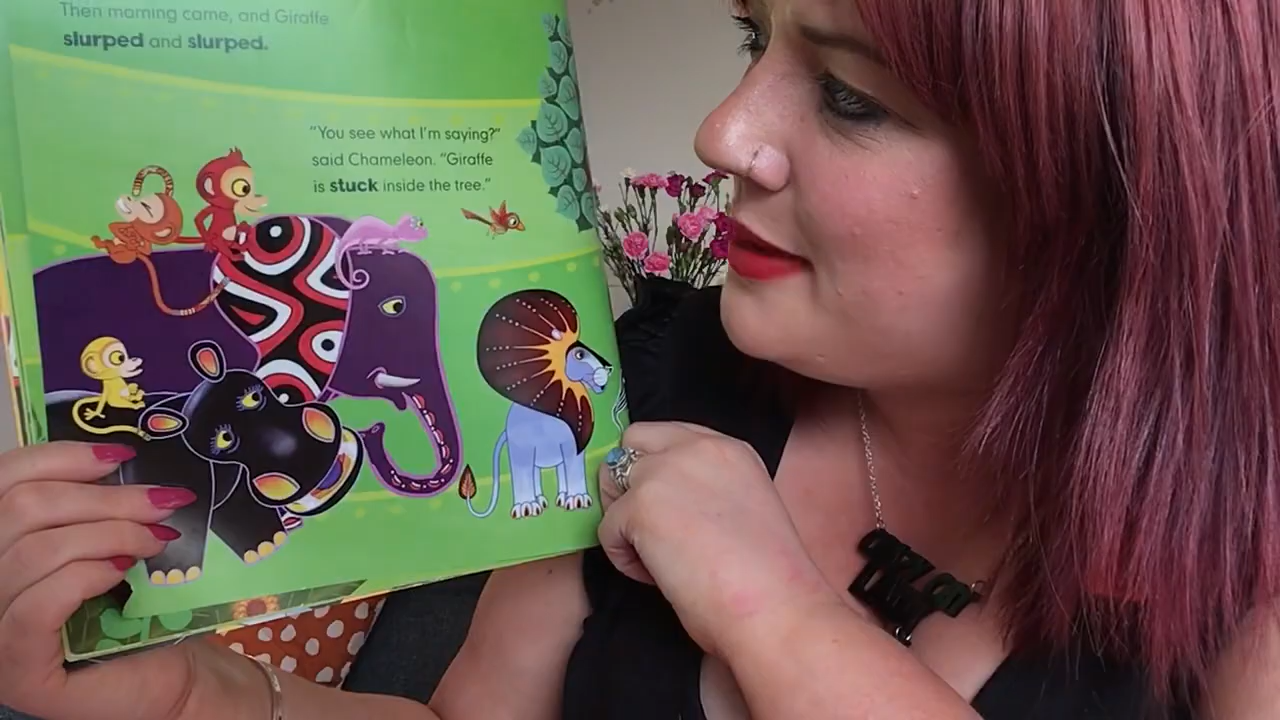 Then morning came, and Giraffe
slurped and slurped.
"You see what I'm saying?"
said Chameleon. "Giraffe
is stuck inside the tree."